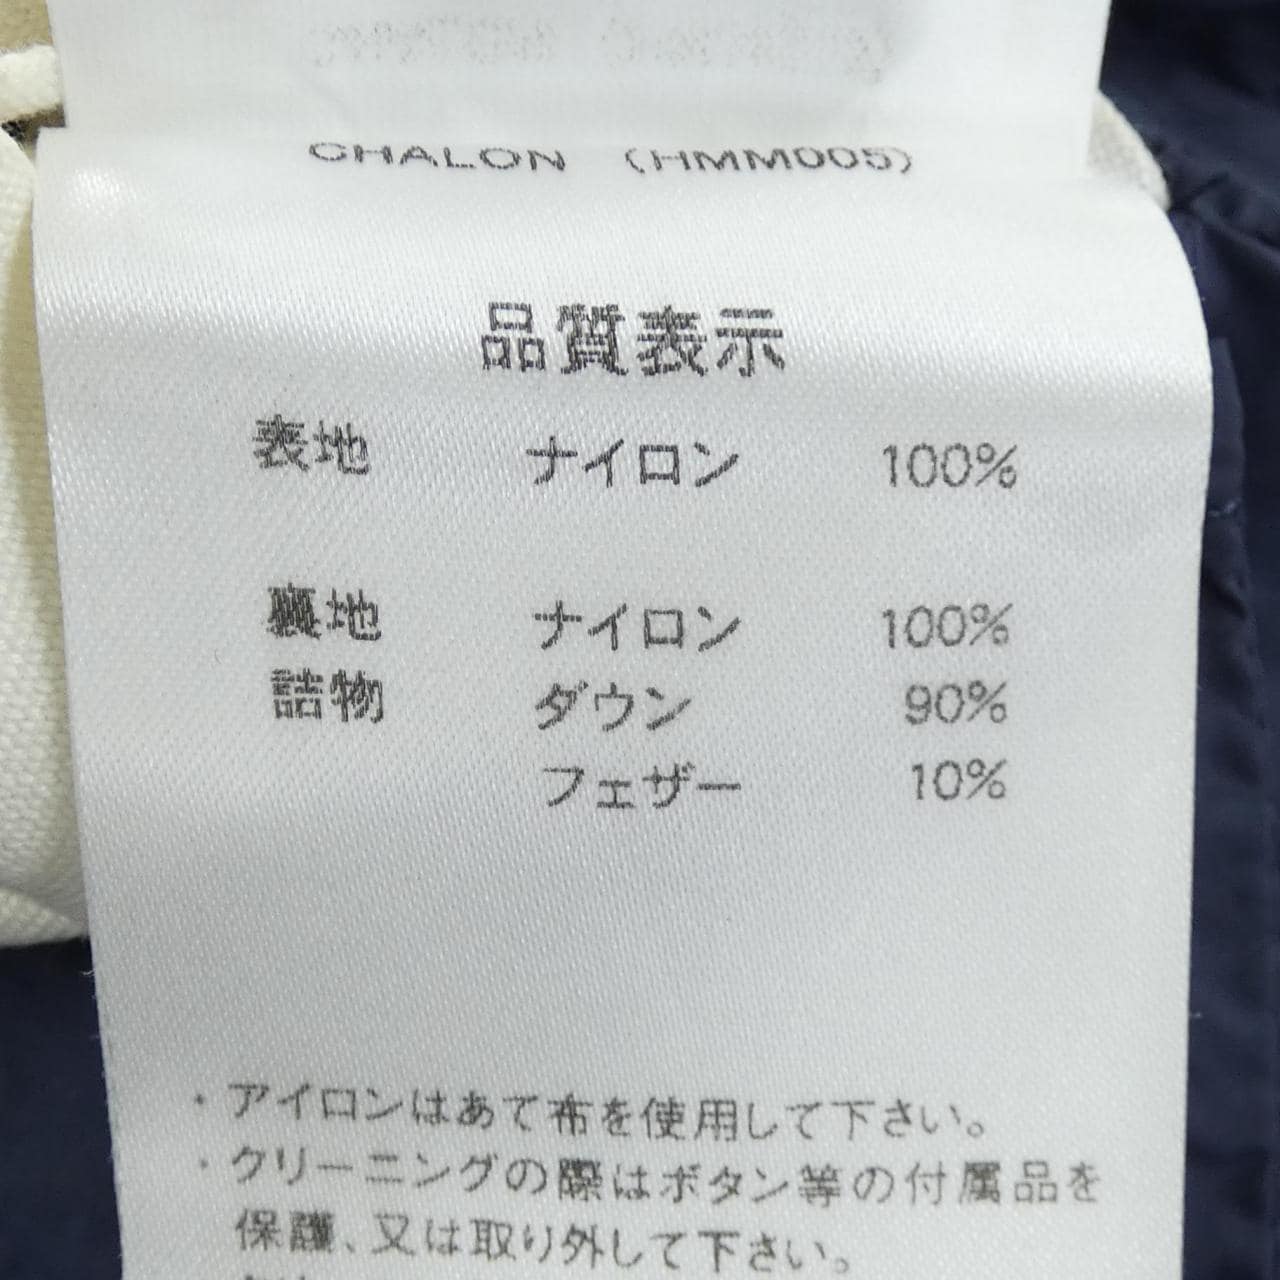 CHALON (HMM005)
品質表示
表地 ナイロン 100%
裏地 ナイロン 100%
詰物 ダウン 90%
フェザー 10%
・アイロンはあて布を使用して下さい。
・クリーニングの際はボタン等の付属品を
保護、又は取り外して下さい。